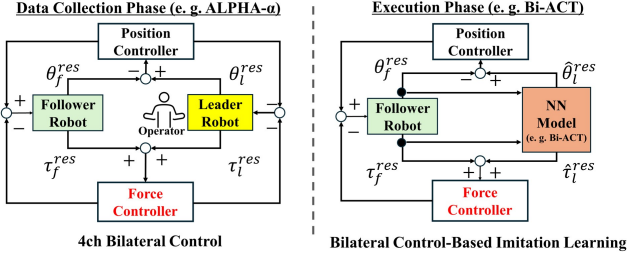 Data Collection Phase (e. g. ALPHA-α)
Position
Controller
θ_f^{res}
− +
θ_l^{res}
+
−
Follower
Robot
Operator
Leader
Robot
−
−
τ_f^{res}
+ +
τ_l^{res}
Force
Controller
4ch Bilateral Control
Execution Phase (e. g. Bi-ACT)
Position
Controller
θ_f^{res}
− +
θ̂_l^{res}
+
−
Follower
Robot
NN
Model
(e. g. Bi-ACT)
τ_f^{res}
+ +
τ̂_l^{res}
Force
Controller
Bilateral Control-Based Imitation Learning